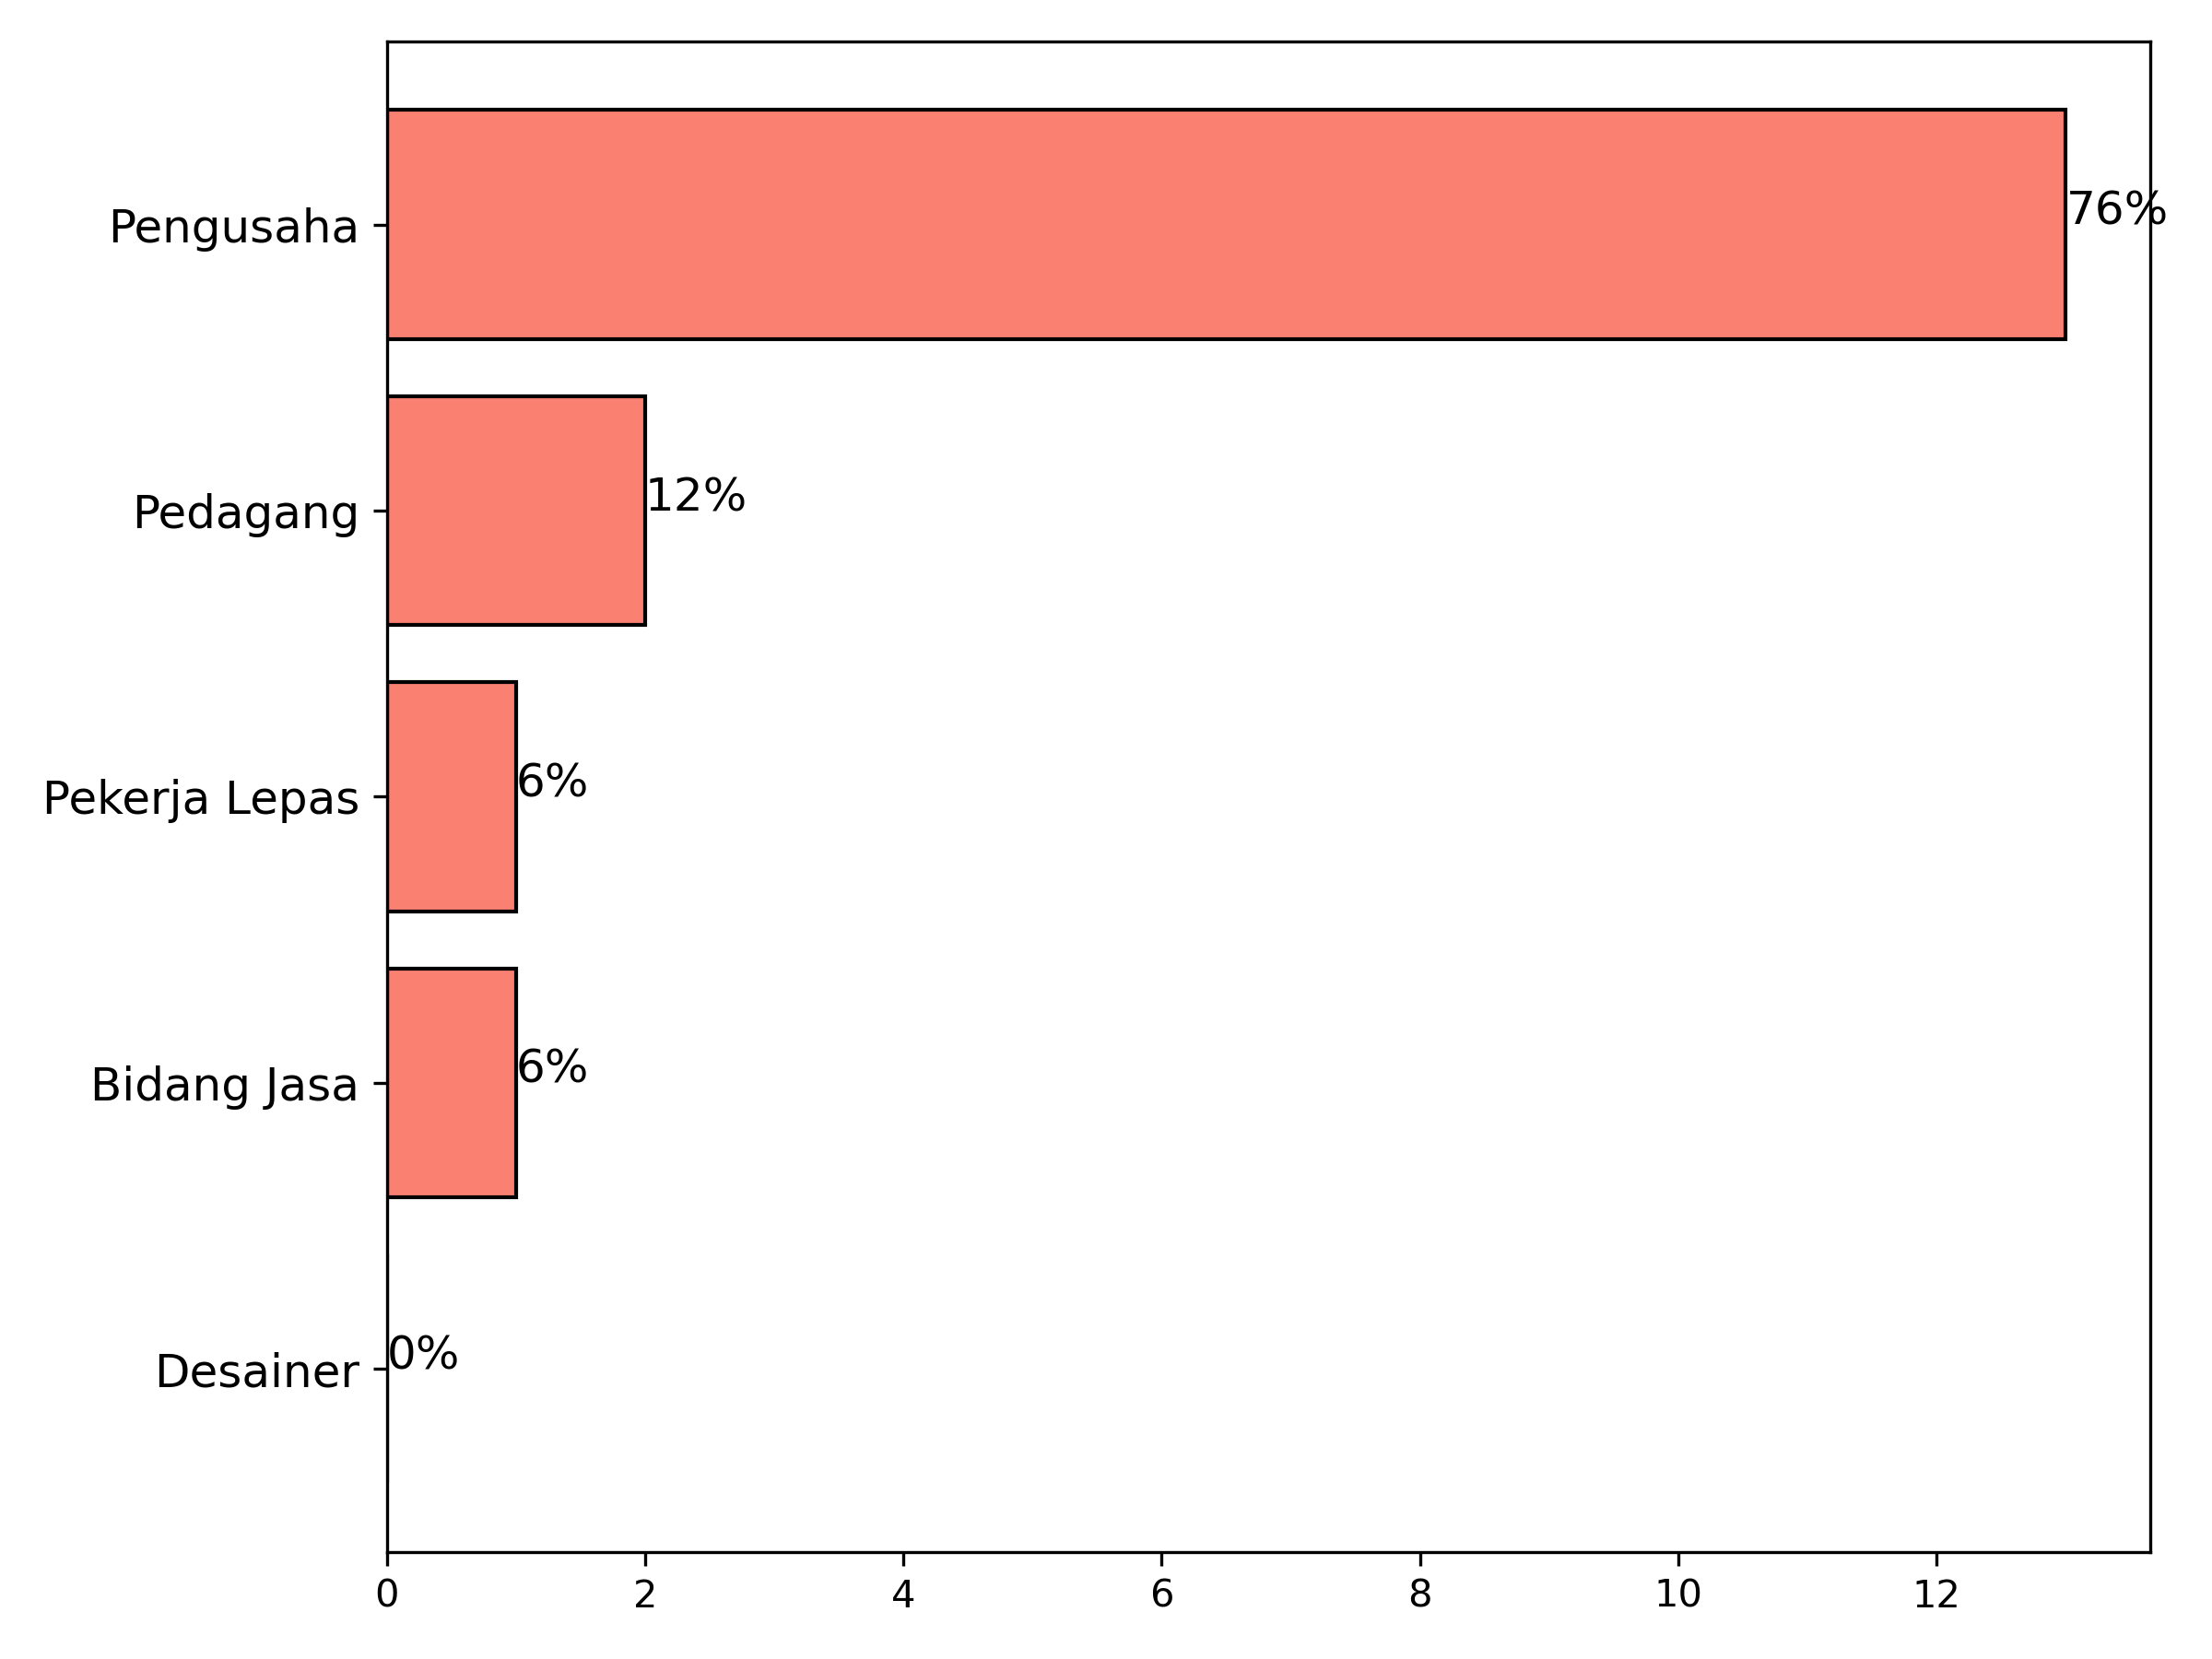 Pengusaha
76%
Pedagang
12%
Pekerja Lepas
6%
Bidang Jasa
6%
Desainer
0%
0 2 4 6 8 10 12